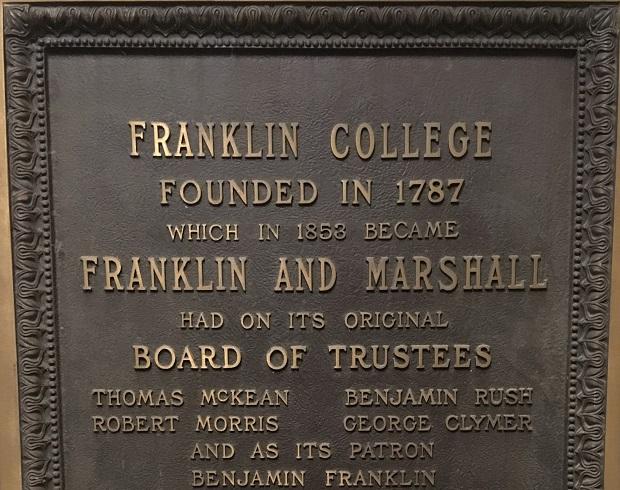 FRANKLIN COLLEGE
FOUNDED IN 1787
WHICH IN 1853 BECAME
FRANKLIN AND MARSHALL
HAD ON ITS ORIGINAL
BOARD OF TRUSTEES
THOMAS McKEAN BENJAMIN RUSH
ROBERT MORRIS GEORGE CLYMER
AND AS ITS PATRON
BENJAMIN FRANKLIN